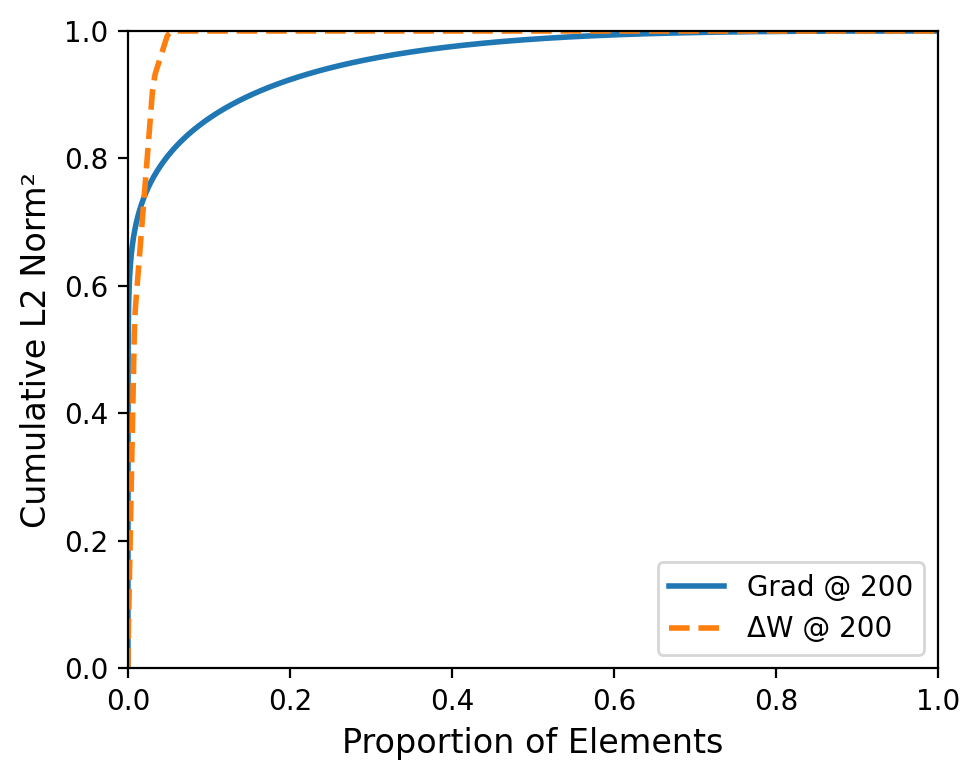 Cumulative L2 Norm²
1.0
0.8
0.6
0.4
0.2
0.0
0.0 0.2 0.4 0.6 0.8 1.0
Proportion of Elements
Grad @ 200
ΔW @ 200